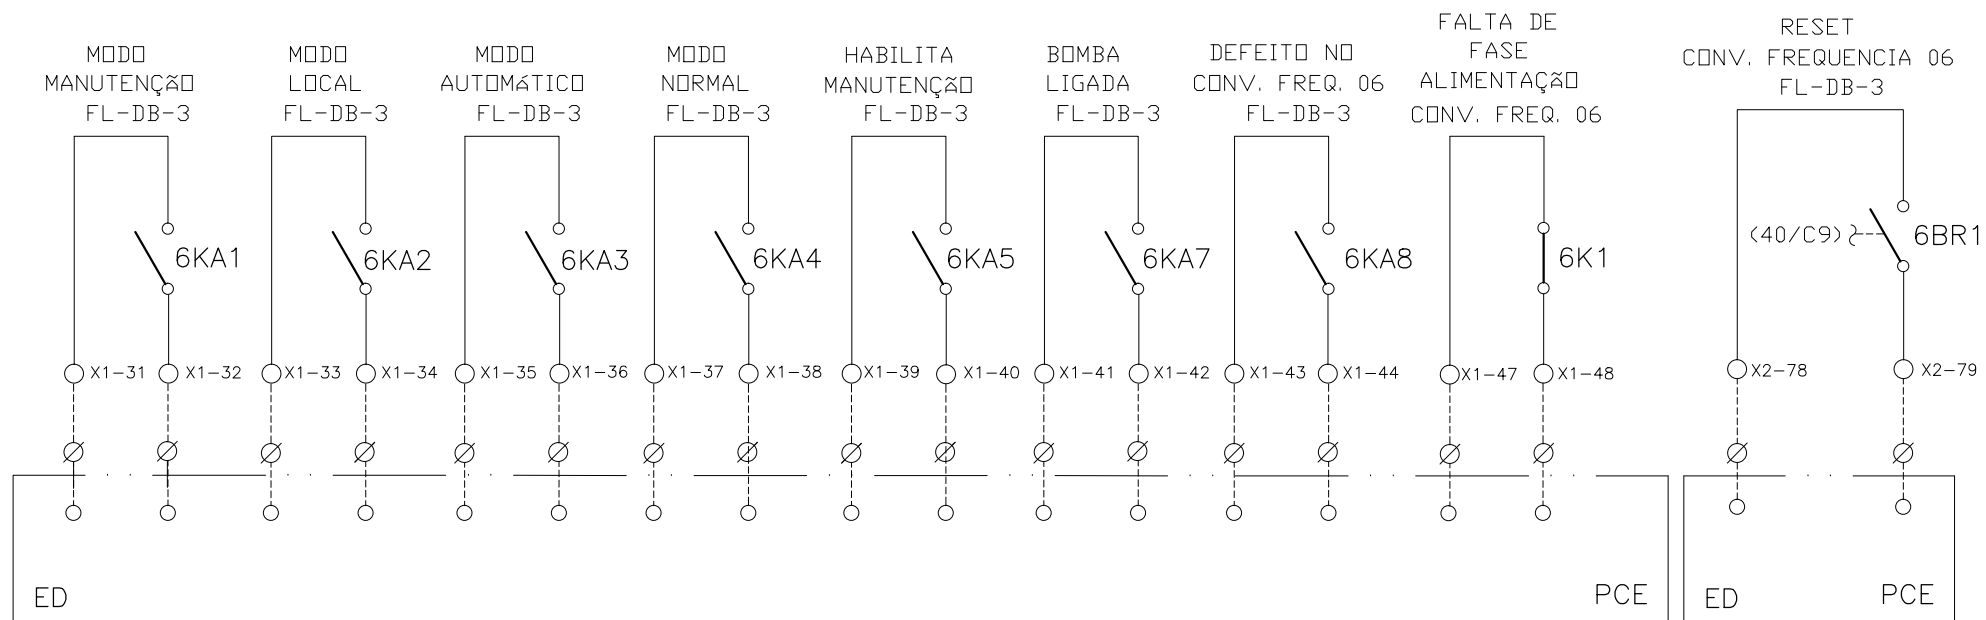 MODO
MANUTENÇÃO
FL-DB-3
MODO
LOCAL
FL-DB-3
MODO
AUTOMÁTICO
FL-DB-3
MODO
NORMAL
FL-DB-3
HABILITA
MANUTENÇÃO
FL-DB-3
BOMBA
LIGADA
FL-DB-3
DEFEITO NO
CONV. FREQ. 06
FL-DB-3
FALTA DE
FASE
ALIMENTAÇÃO
CONV. FREQ. 06
RESET
CONV. FREQUENCIA 06
FL-DB-3
6KA1
6KA2
6KA3
6KA4
6KA5
6KA7
6KA8
6K1
(40/C9)
6BR1
X1-31
X1-32
X1-33
X1-34
X1-35
X1-36
X1-37
X1-38
X1-39
X1-40
X1-41
X1-42
X1-43
X1-44
X1-47
X1-48
X2-78
X2-79
ED
PCE
ED
PCE